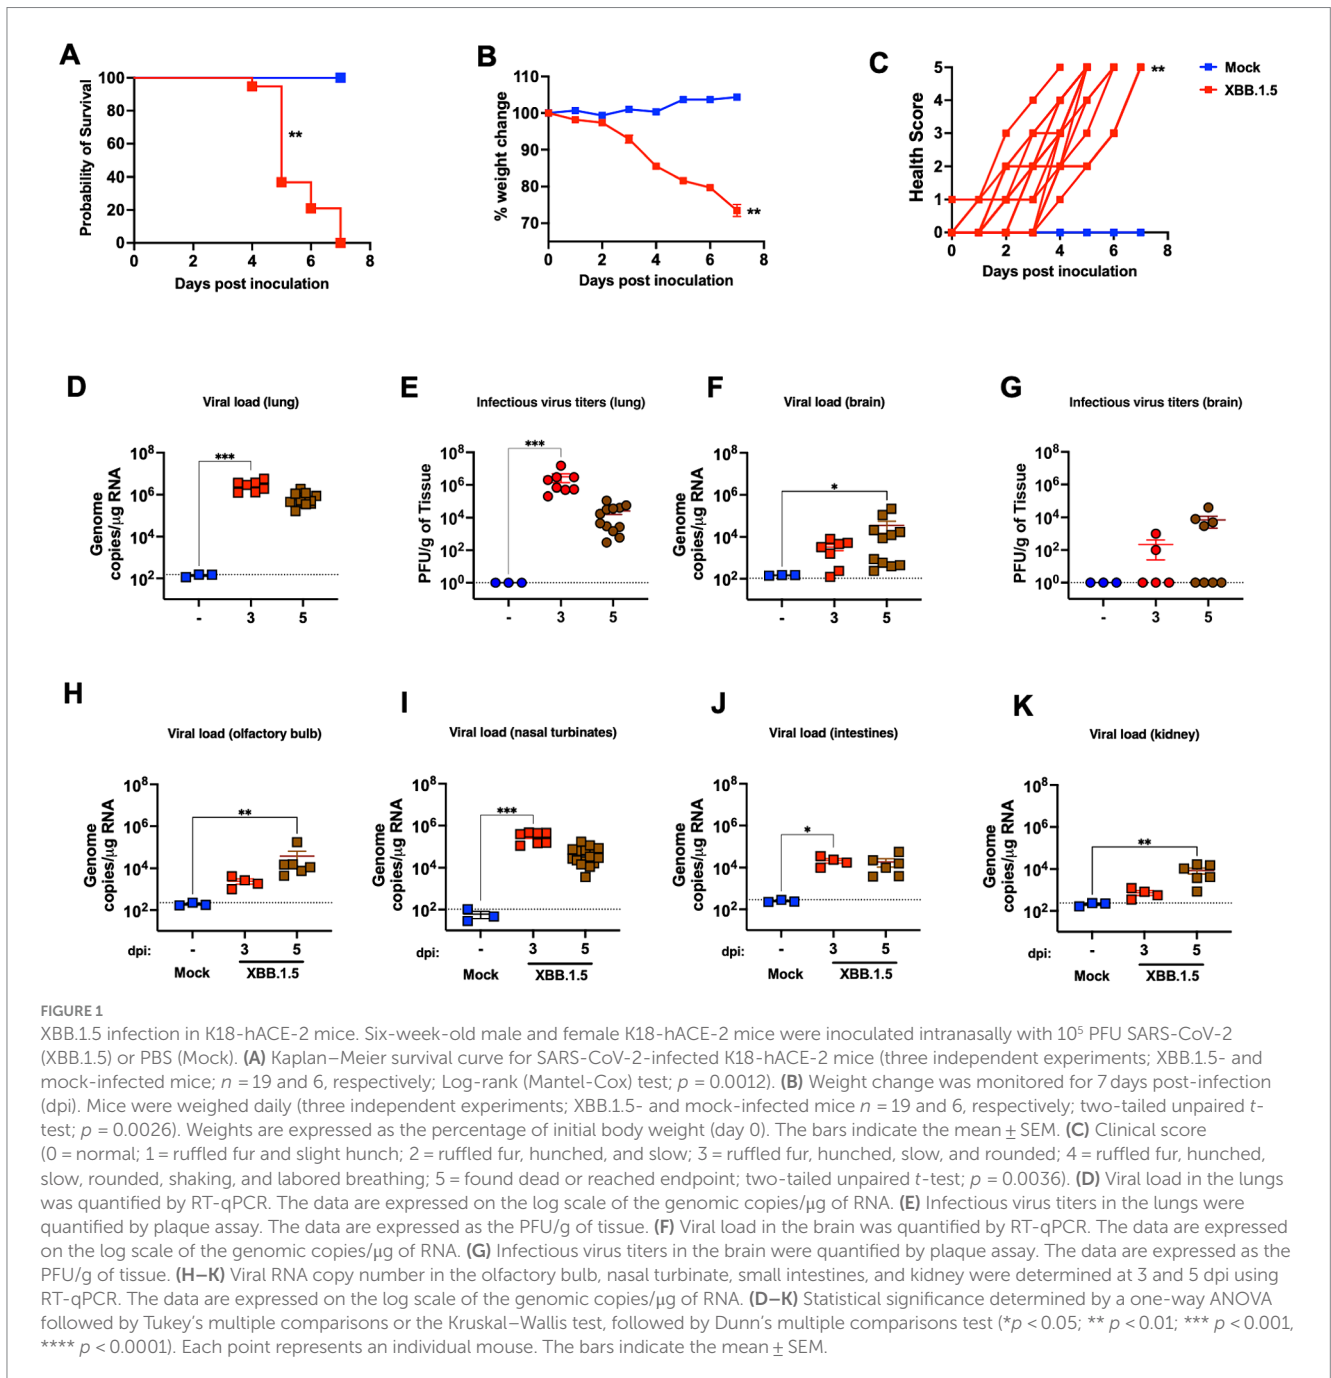 A
Probability of Survival
100
80
60
40
20
0
**
0
2
4
6
8
Days post inoculation
B
% weight change
110
100
90
80
70
**
0
2
4
6
8
Days post inoculation
C
Health Score
5
4
3
2
1
0
**
0
2
4
6
8
Days post inoculation
Mock
XBB.1.5
D
Viral load (lung)
Genome
copies/µg RNA
10⁸
10⁶
10⁴
10²
***
-
3
5
E
Infectious virus titers (lung)
PFU/g of Tissue
10⁸
10⁶
10⁴
10²
10⁰
***
-
3
5
F
Viral load (brain)
Genome
copies/µg RNA
10⁸
10⁶
10⁴
10²
*
-
3
5
G
Infectious virus titers (brain)
PFU/g of Tissue
10⁸
10⁶
10⁴
10²
10⁰
-
3
5
H
Viral load (olfactory bulb)
Genome
copies/µg RNA
10⁸
10⁶
10⁴
10²
**
dpi:
-
3
5
Mock
XBB.1.5
I
Viral load (nasal turbinates)
Genome
copies/µg RNA
10⁸
10⁶
10⁴
10²
***
dpi:
-
3
5
Mock
XBB.1.5
J
Viral load (intestines)
Genome
copies/µg RNA
10⁸
10⁶
10⁴
10²
*
dpi:
-
3
5
Mock
XBB.1.5
K
Viral load (kidney)
Genome
copies/µg RNA
10⁸
10⁶
10⁴
10²
**
dpi:
-
3
5
Mock
XBB.1.5
FIGURE 1
XBB.1.5 infection in K18-hACE-2 mice. Six-week-old male and female K18-hACE-2 mice were inoculated intranasally with 10⁵ PFU SARS-CoV-2
(XBB.1.5) or PBS (Mock). (A) Kaplan–Meier survival curve for SARS-CoV-2-infected K18-hACE-2 mice (three independent experiments; XBB.1.5- and
mock-infected mice; n = 19 and 6, respectively; Log-rank (Mantel-Cox) test; p = 0.0012). (B) Weight change was monitored for 7 days post-infection
(dpi). Mice were weighed daily (three independent experiments; XBB.1.5- and mock-infected mice n = 19 and 6, respectively; two-tailed unpaired t-
test; p = 0.0026). Weights are expressed as the percentage of initial body weight (day 0). The bars indicate the mean ± SEM. (C) Clinical score
(0 = normal; 1 = ruffled fur and slight hunch; 2 = ruffled fur, hunched, and slow; 3 = ruffled fur, hunched, slow, and rounded; 4 = ruffled fur, hunched,
slow, rounded, shaking, and labored breathing; 5 = found dead or reached endpoint; two-tailed unpaired t-test; p = 0.0036). (D) Viral load in the lungs
was quantified by RT-qPCR. The data are expressed on the log scale of the genomic copies/µg of RNA. (E) Infectious virus titers in the lungs were
quantified by plaque assay. The data are expressed as the PFU/g of tissue. (F) Viral load in the brain was quantified by RT-qPCR. The data are expressed
on the log scale of the genomic copies/µg of RNA. (G) Infectious virus titers in the brain were quantified by plaque assay. The data are expressed as the
PFU/g of tissue. (H–K) Viral RNA copy number in the olfactory bulb, nasal turbinate, small intestines, and kidney were determined at 3 and 5 dpi using
RT-qPCR. The data are expressed on the log scale of the genomic copies/µg of RNA. (D–K) Statistical significance determined by a one-way ANOVA
followed by Tukey's multiple comparisons or the Kruskal–Wallis test, followed by Dunn's multiple comparisons test (*p < 0.05; ** p < 0.01; *** p < 0.001,
**** p < 0.0001). Each point represents an individual mouse. The bars indicate the mean ± SEM.